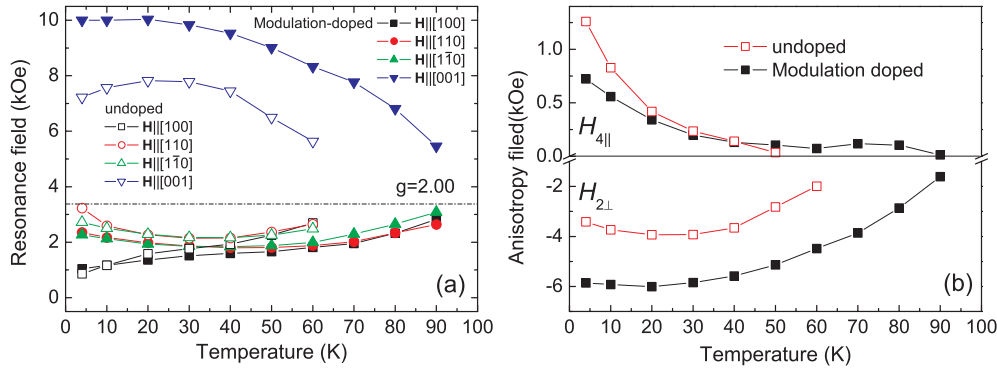 Resonance field (kOe)
10
8
6
4
2
0
Modulation-doped
H||[100]
H||[110]
H||[11̄0]
H||[001]
undoped
H||[100]
H||[110]
H||[11̄0]
H||[001]
g=2.00
(a)
0 10 20 30 40 50 60 70 80 90 100
Temperature (K)
Anisotropy filed(kOe)
1.0
0.5
0.0
-2
-4
-6
undoped
Modulation doped
H4||
H2⊥
(b)
0 10 20 30 40 50 60 70 80 90 100
Temperature (K)